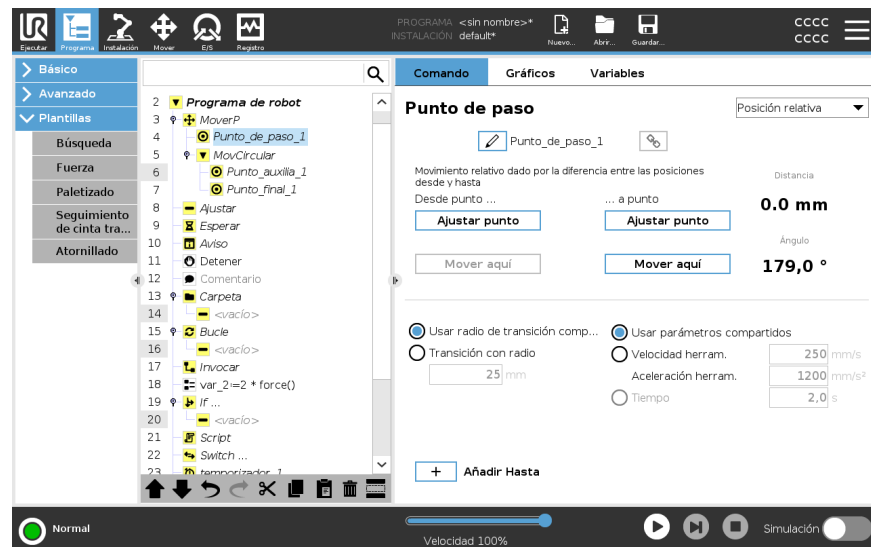 PROGRAMA <sin nombre>*
INSTALACIÓN default*
cccc
cccc
Ejecutar Programa Instalación Mover E/S Registro Nuevo... Abrir... Guardar...
Básico
Avanzado
Plantillas
Búsqueda
Fuerza
Paletizado
Seguimiento
de cinta tra...
Atornillado
2 Programa de robot
3 MoverP
4 Punto_de_paso_1
5 MovCircular
6 Punto_auxilia_1
7 Punto_final_1
8 Ajustar
9 Esperar
10 Aviso
11 Detener
12 Comentario
13 Carpeta
14 <vacío>
15 Bucle
16 <vacío>
17 Invocar
18 var_2≔2 * force()
19 If ...
20 <vacío>
21 Script
22 Switch ...
23 temporizador_1
Comando Gráficos Variables
Punto de paso
Posición relativa
Punto_de_paso_1
Movimiento relativo dado por la diferencia entre las posiciones
desde y hasta
Distancia
Desde punto ... ... a punto
0.0 mm
Ajustar punto Ajustar punto
Ángulo
Mover aquí Mover aquí 179,0 °
Usar radio de transición comp... Usar parámetros compartidos
Transición con radio Velocidad herram. 250 mm/s
25 mm Aceleración herram. 1200 mm/s²
Tiempo 2,0 s
+ Añadir Hasta
Normal
Velocidad 100%
Simulación